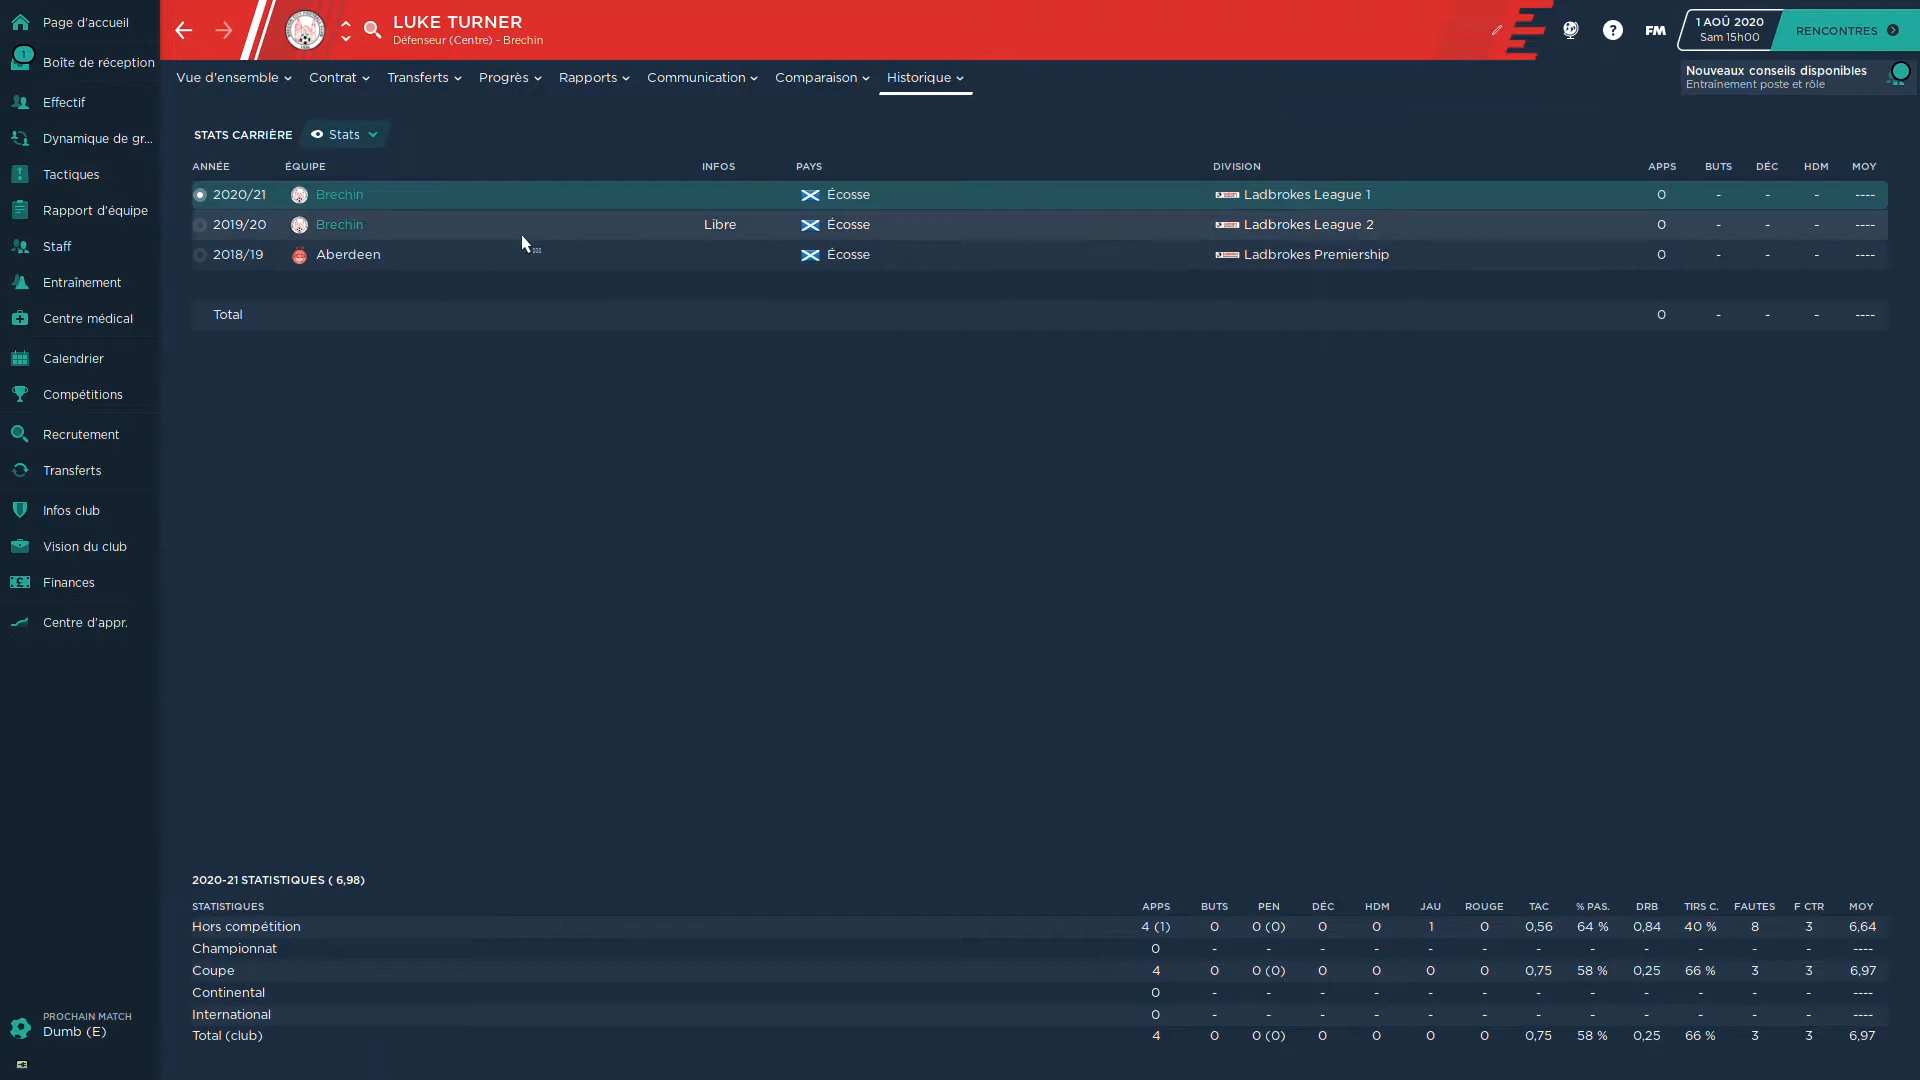 Page d'accueil
1
Boîte de réception
Effectif
Dynamique de gr...
Tactiques
Rapport d'équipe
Staff
Entraînement
Centre médical
Calendrier
Compétitions
Recrutement
Transferts
Infos club
Vision du club
Finances
Centre d'appr.
PROCHAIN MATCH
Dumb (E)
LUKE TURNER
Défenseur (Centre) - Brechin
? FM
1 AOÛ 2020
Sam 15h00
RENCONTRES
Vue d'ensemble Contrat Transferts Progrès Rapports Communication Comparaison Historique
Nouveaux conseils disponibles
Entraînement poste et rôle
STATS CARRIÈRE Stats
ANNÉE ÉQUIPE INFOS PAYS DIVISION APPS BUTS DÉC HDM MOY
2020/21 Brechin Écosse Ladbrokes League 1 0 - - - ----
2019/20 Brechin Libre Écosse Ladbrokes League 2 0 - - - ----
2018/19 Aberdeen Écosse Ladbrokes Premiership 0 - - - ----
Total 0 - - - ----
2020-21 STATISTIQUES ( 6,98)
STATISTIQUES APPS BUTS PEN DÉC HDM JAU ROUGE TAC % PAS. DRB TIRS C. FAUTES F CTR MOY
Hors compétition 4 (1) 0 0 (0) 0 0 1 0 0,56 64 % 0,84 40 % 8 3 6,64
Championnat 0 - - - - - - - - - - - - ----
Coupe 4 0 0 (0) 0 0 0 0 0,75 58 % 0,25 66 % 3 3 6,97
Continental 0 - - - - - - - - - - - - ----
International 0 - - - - - - - - - - - - ----
Total (club) 4 0 0 (0) 0 0 0 0 0,75 58 % 0,25 66 % 3 3 6,97